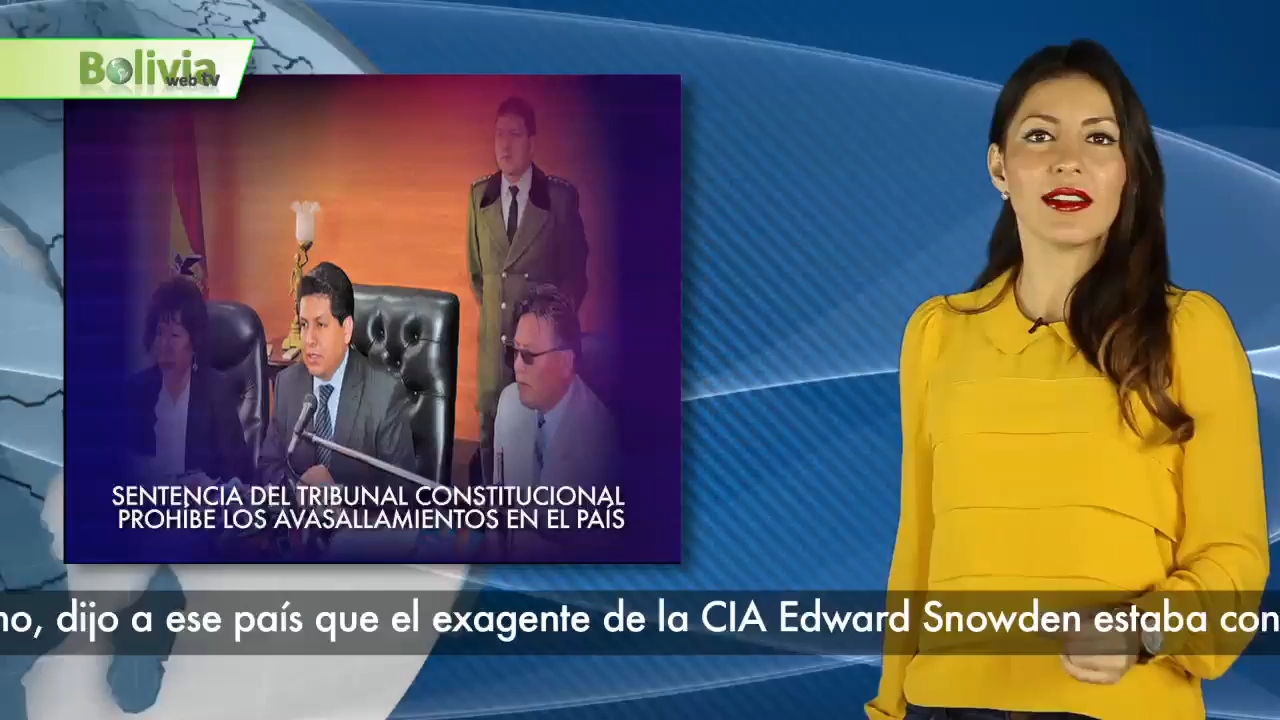 Bolivia
web tv
SENTENCIA DEL TRIBUNAL CONSTITUCIONAL
PROHÍBE LOS AVASALLAMIENTOS EN EL PAÍS
no, dijo a ese país que el exagente de la CIA Edward Snowden estaba con